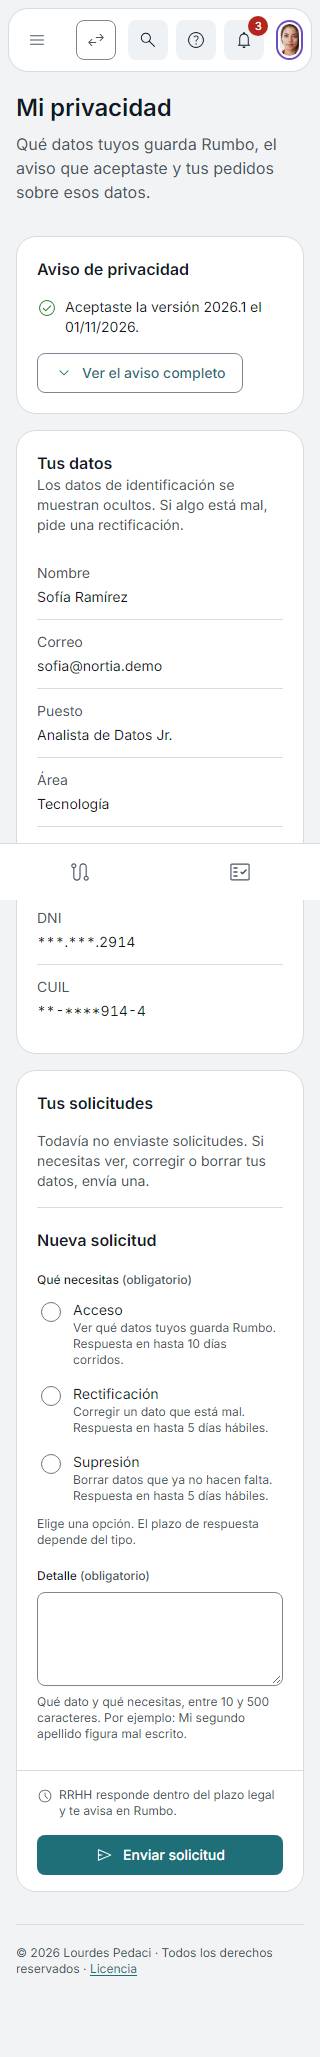 3
Mi privacidad
Qué datos tuyos guarda Rumbo, el
aviso que aceptaste y tus pedidos
sobre esos datos.
Aviso de privacidad
Aceptaste la versión 2026.1 el
01/11/2026.
Ver el aviso completo
Tus datos
Los datos de identificación se
muestran ocultos. Si algo está mal,
pide una rectificación.
Nombre
Sofía Ramírez
Correo
sofia@nortia.demo
Puesto
Analista de Datos Jr.
Área
Tecnología
DNI
***.***.2914
CUIL
**-****914-4
Tus solicitudes
Todavía no enviaste solicitudes. Si
necesitas ver, corregir o borrar tus
datos, envía una.
Nueva solicitud
Qué necesitas (obligatorio)
Acceso
Ver qué datos tuyos guarda Rumbo.
Respuesta en hasta 10 días
corridos.
Rectificación
Corregir un dato que está mal.
Respuesta en hasta 5 días hábiles.
Supresión
Borrar datos que ya no hacen falta.
Respuesta en hasta 5 días hábiles.
Elige una opción. El plazo de respuesta
depende del tipo.
Detalle (obligatorio)
Qué dato y qué necesitas, entre 10 y 500
caracteres. Por ejemplo: Mi segundo
apellido figura mal escrito.
RRHH responde dentro del plazo legal
y te avisa en Rumbo.
Enviar solicitud
© 2026 Lourdes Pedaci · Todos los derechos
reservados · Licencia